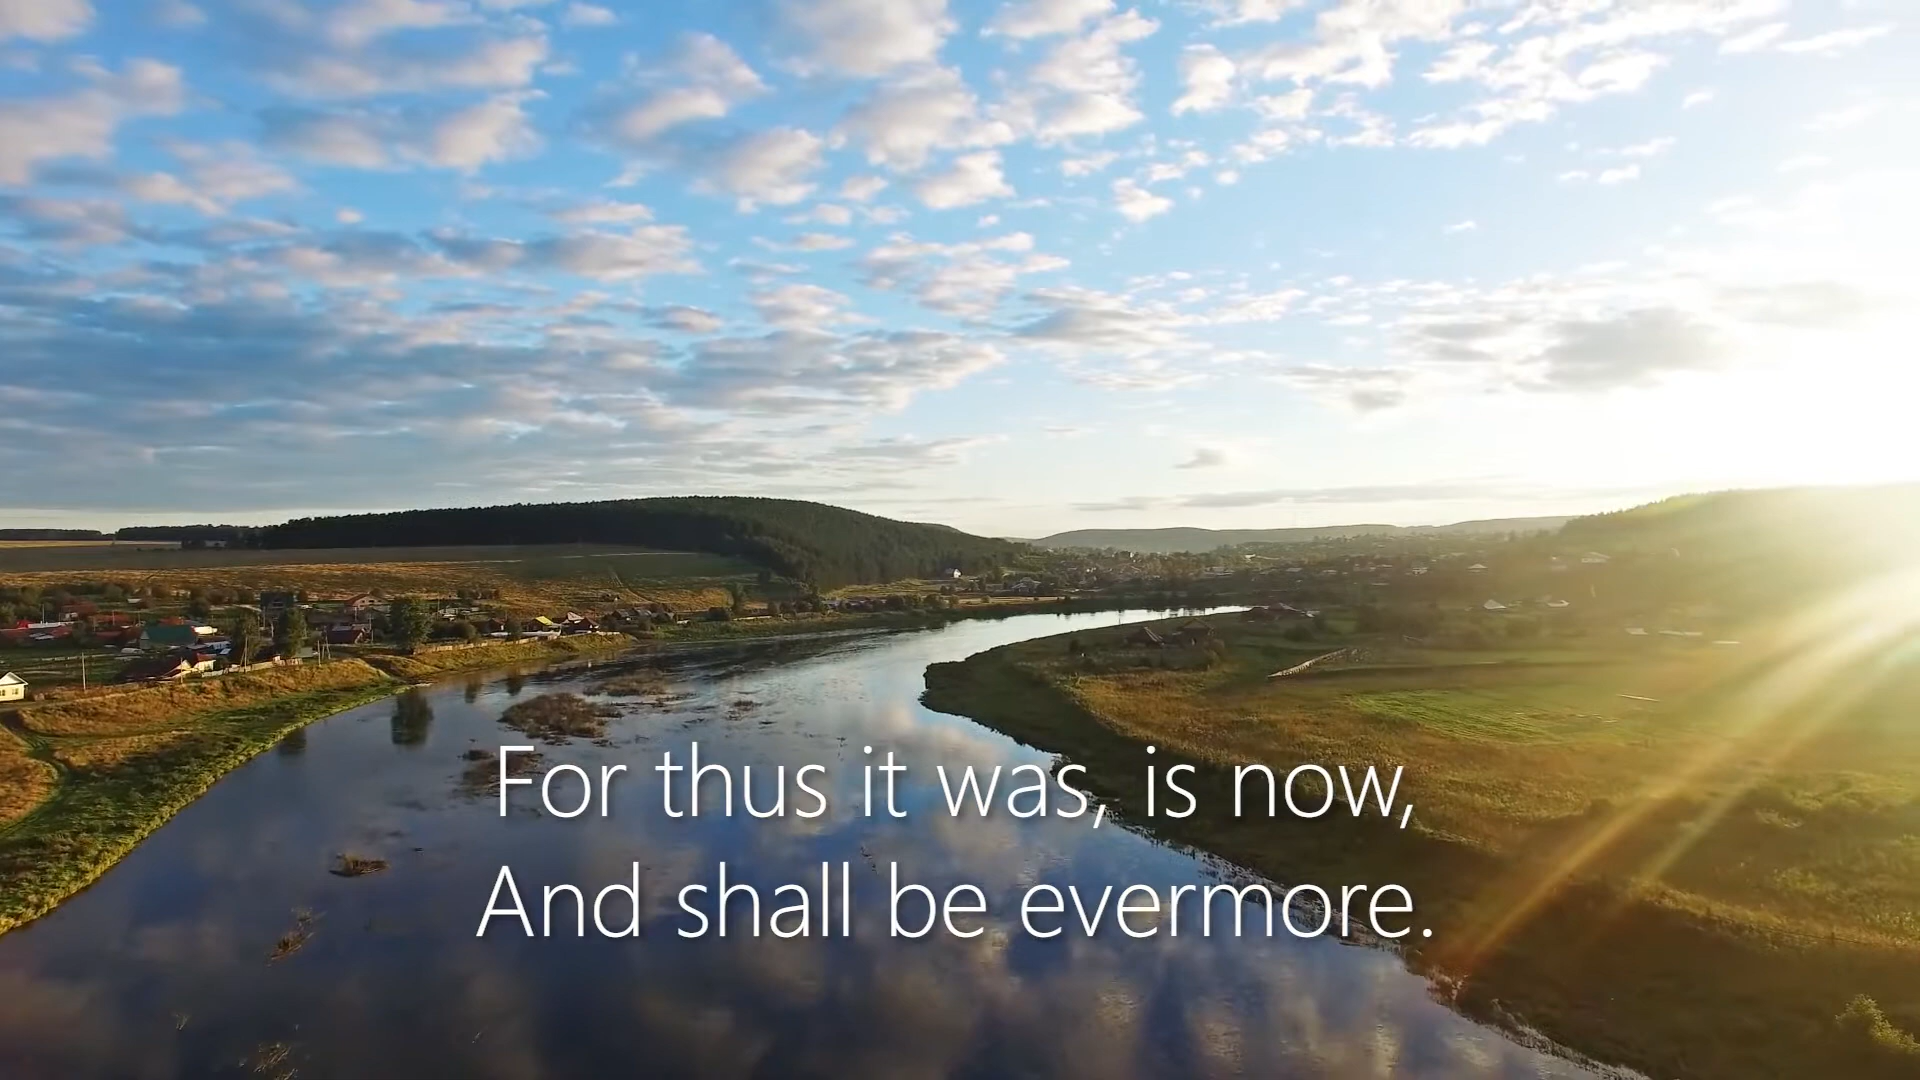 For thus it was, is now,
And shall be evermore.